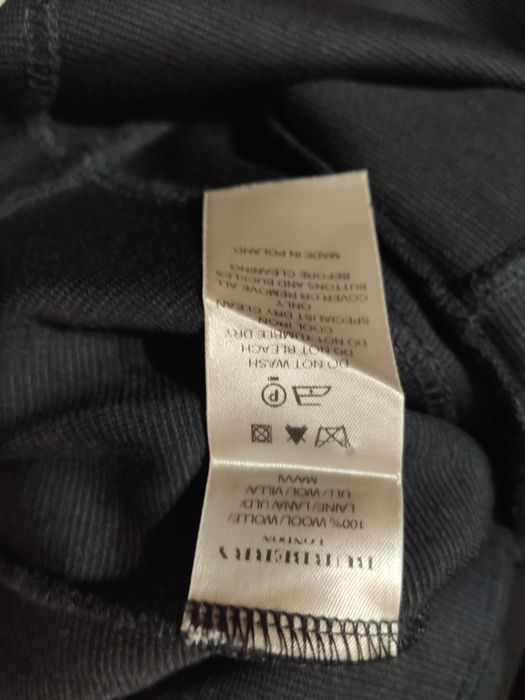 BURBERRY
LONDON
100% WOOL/WOLLE/
LAINE/LANA/ULD/
ULL/WOL/VILLA/
MAVV
P
DO NOT WASH
DO NOT BLEACH
DO NOT TUMBLE DRY
COOL IRON
SPECIALIST DRY CLEAN
ONLY
COVER OR REMOVE ALL
BUTTONS AND BUCKLES
BEFORE CLEANING
MADE IN POLAND